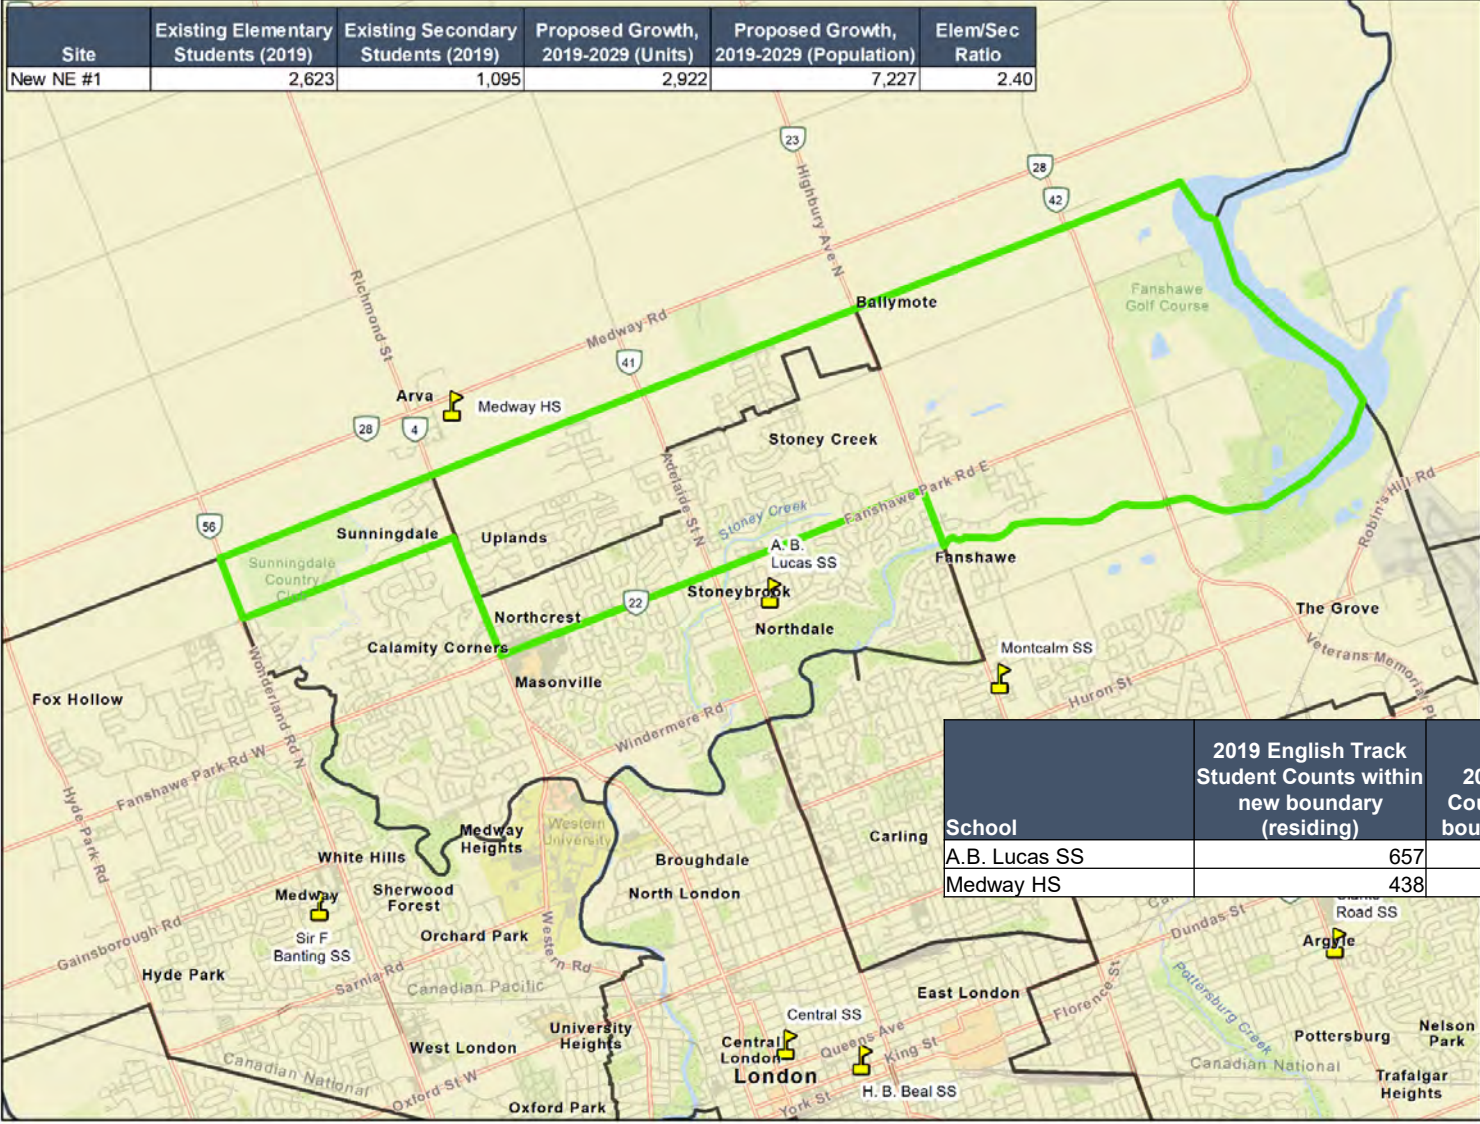 Site Existing Elementary Students (2019) Existing Secondary Students (2019) Proposed Growth, 2019-2029 (Units) Proposed Growth, 2019-2029 (Population) Elem/Sec Ratio
New NE #1 2,623 1,095 2,922 7,227 2.40
23
28
42
Highbury Ave N
Richmond St
Fanshawe
Golf Course
Ballymote
Medway Rd
41
Arva
Medway HS
28
4
Stoney Creek
Adelaide St N
Fanshawe Park Rd E
Robin's Hill Rd
56
Sunningdale
Uplands
Stoney Creek
Sunningdale
Country
Club
A. B.
Lucas SS
Fanshawe
Stoneybrook
22
Northcrest
Northdale
The Grove
Calamity Corners
Montcalm SS
Veterans Memorial
Masonville
Fox Hollow
Wonderland Rd N
Huron St
Windermere Rd
Fanshawe Park Rd W
Hyde Park Rd
School 2019 English Track Student Counts within new boundary (residing)
A.B. Lucas SS 657
Medway HS 438
Western
University
Medway
Heights
Carling
White Hills
Broughdale
Sherwood
Forest
North London
Medway
Road SS
Dundas St
Gainsborough Rd
Sir F
Banting SS
Orchard Park
Western Rd
Argyle
Hyde Park
Sarnia Rd
Canadian Pacific
East London
Florence St
Pottersburg Creek
Central SS
University
Heights
Central
London
Queens Ave
King St
Pottersburg
Nelson
Park
West London
Canadian National
London
Canadian National
Trafalgar
Heights
Oxford St W
H. B. Beal SS
Oxford Park
York St